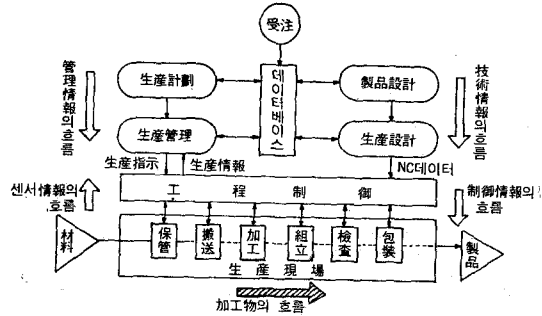 受注
管理情報의 흐름
生産計劃
데이터베이스
製品設計
技術情報의 흐름
生産管理
生産設計
生産指示
生産情報
NC데이터
센서情報의
흐름
工程制御
制御情報의
흐름
材料
保管
搬送
加工
組立
檢査
包裝
製品
生産現場
加工物의 흐름